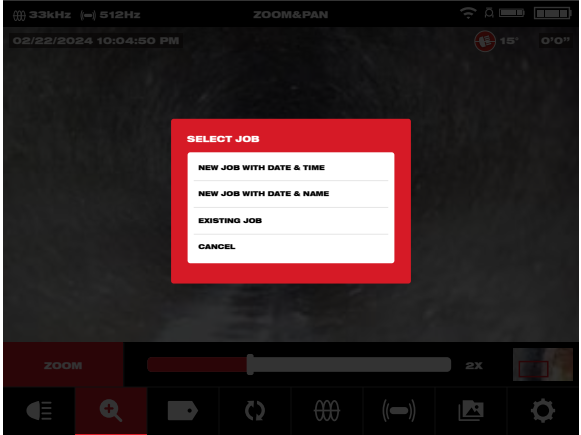 33kHz 512Hz ZOOM&PAN
02/22/2024 10:04:50 PM 15° 0'0"
SELECT JOB
NEW JOB WITH DATE & TIME
NEW JOB WITH DATE & NAME
EXISTING JOB
CANCEL
ZOOM 2X